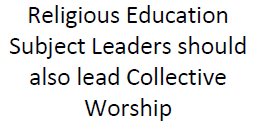 Religious Education
Subject Leaders should
also lead Collective
Worship